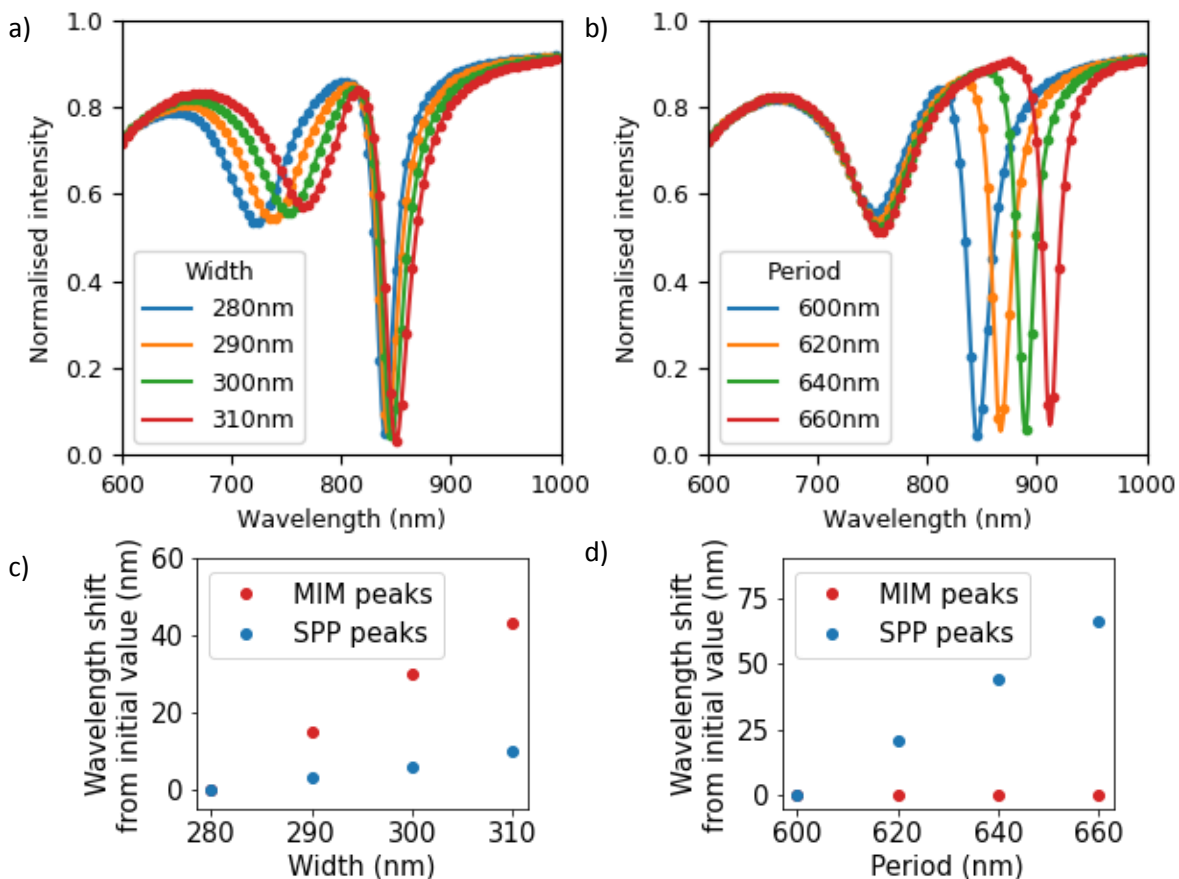 a)
1.0
0.8
0.6
0.4
0.2
0.0
Normalised intensity
Width
280nm
290nm
300nm
310nm
600 700 800 900 1000
Wavelength (nm)
b)
1.0
0.8
0.6
0.4
0.2
0.0
Normalised intensity
Period
600nm
620nm
640nm
660nm
600 700 800 900 1000
Wavelength (nm)
c)
60
40
20
0
Wavelength shift
from initial value (nm)
MIM peaks
SPP peaks
280 290 300 310
Width (nm)
d)
75
50
25
0
Wavelength shift
from initial value (nm)
MIM peaks
SPP peaks
600 620 640 660
Period (nm)